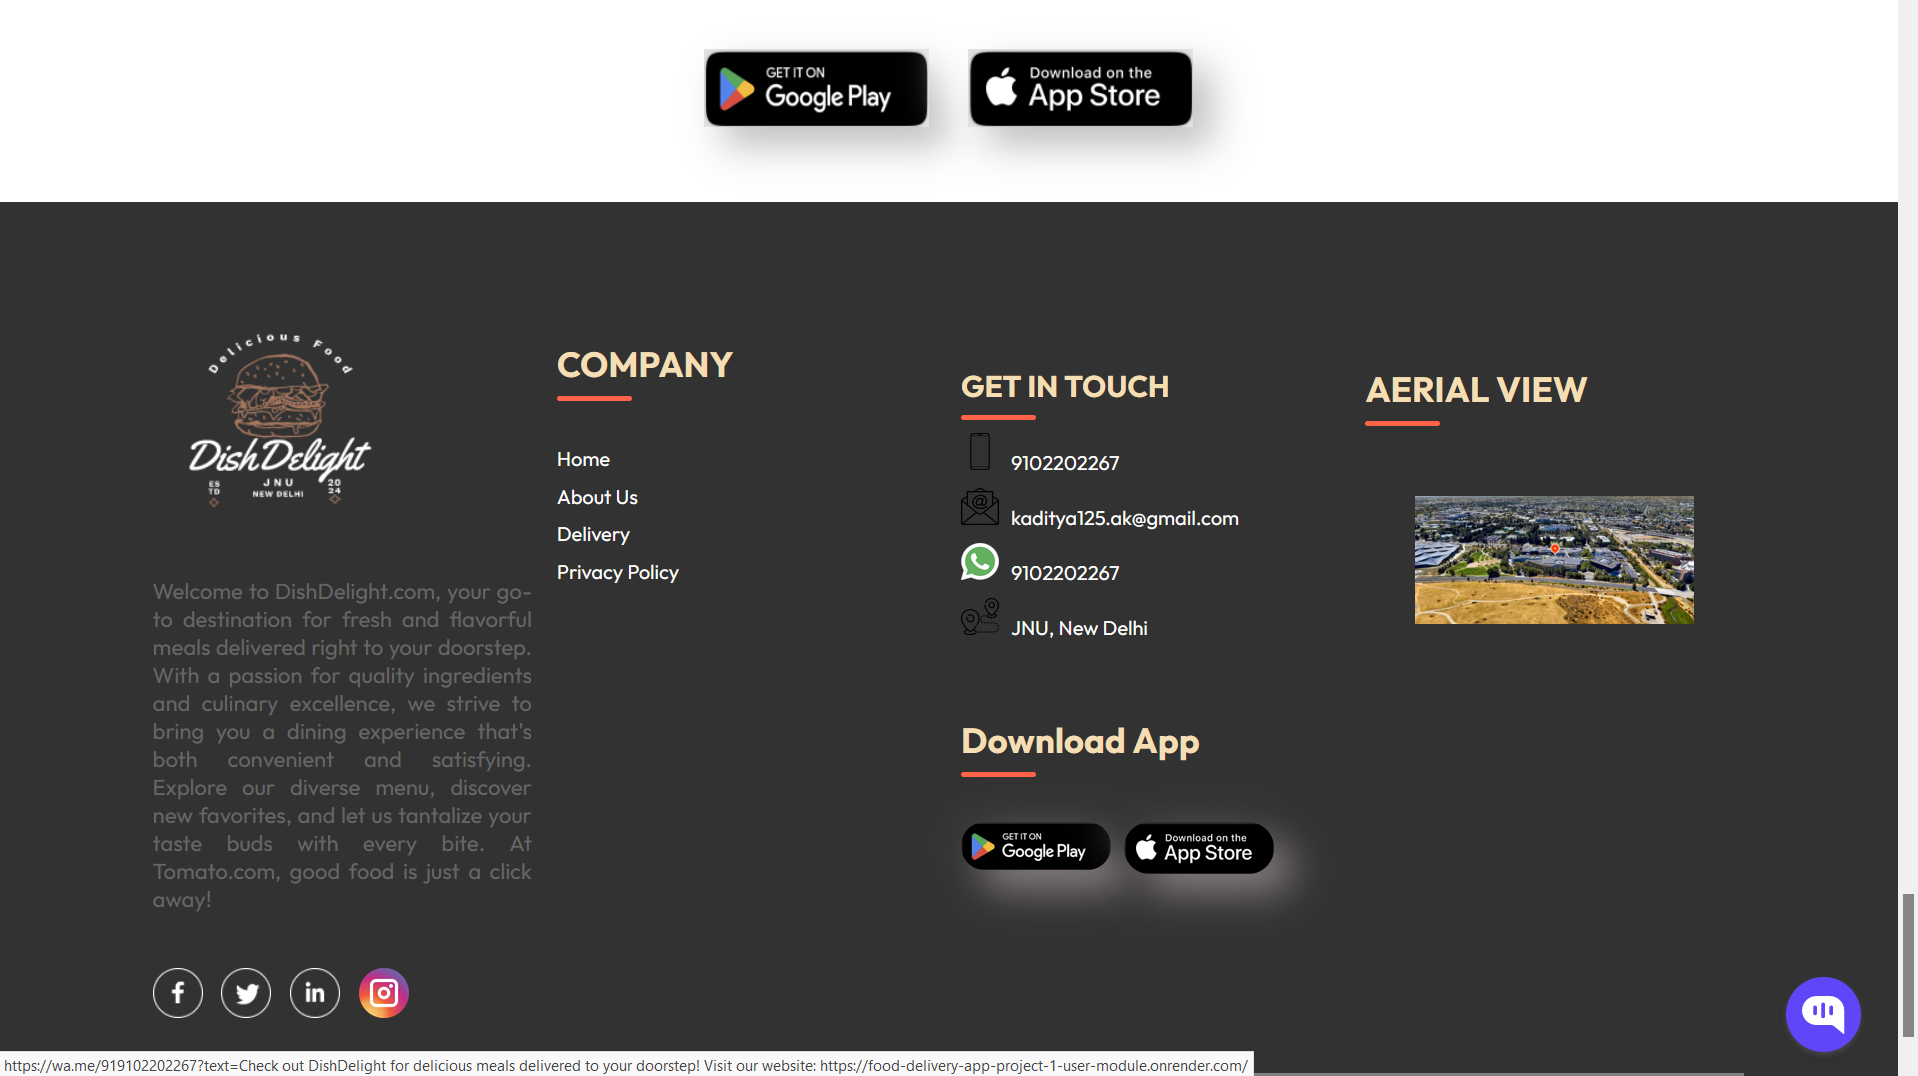 GET IT ON
Google Play
Download on the
App Store
Delicious Food
DishDelight
ESTD
JNU
NEW DELHI
2024
Welcome to DishDelight.com, your go-
to destination for fresh and flavorful
meals delivered right to your doorstep.
With a passion for quality ingredients
and culinary excellence, we strive to
bring you a dining experience that's
both convenient and satisfying.
Explore our diverse menu, discover
new favorites, and let us tantalize your
taste buds with every bite. At
Tomato.com, good food is just a click
away!
COMPANY
Home
About Us
Delivery
Privacy Policy
GET IN TOUCH
9102202267
kaditya125.ak@gmail.com
9102202267
JNU, New Delhi
Download App
GET IT ON
Google Play
Download on the
App Store
AERIAL VIEW
https://wa.me/919102202267?text=Check out DishDelight for delicious meals delivered to your doorstep! Visit our website: https://food-delivery-app-project-1-user-module.onrender.com/